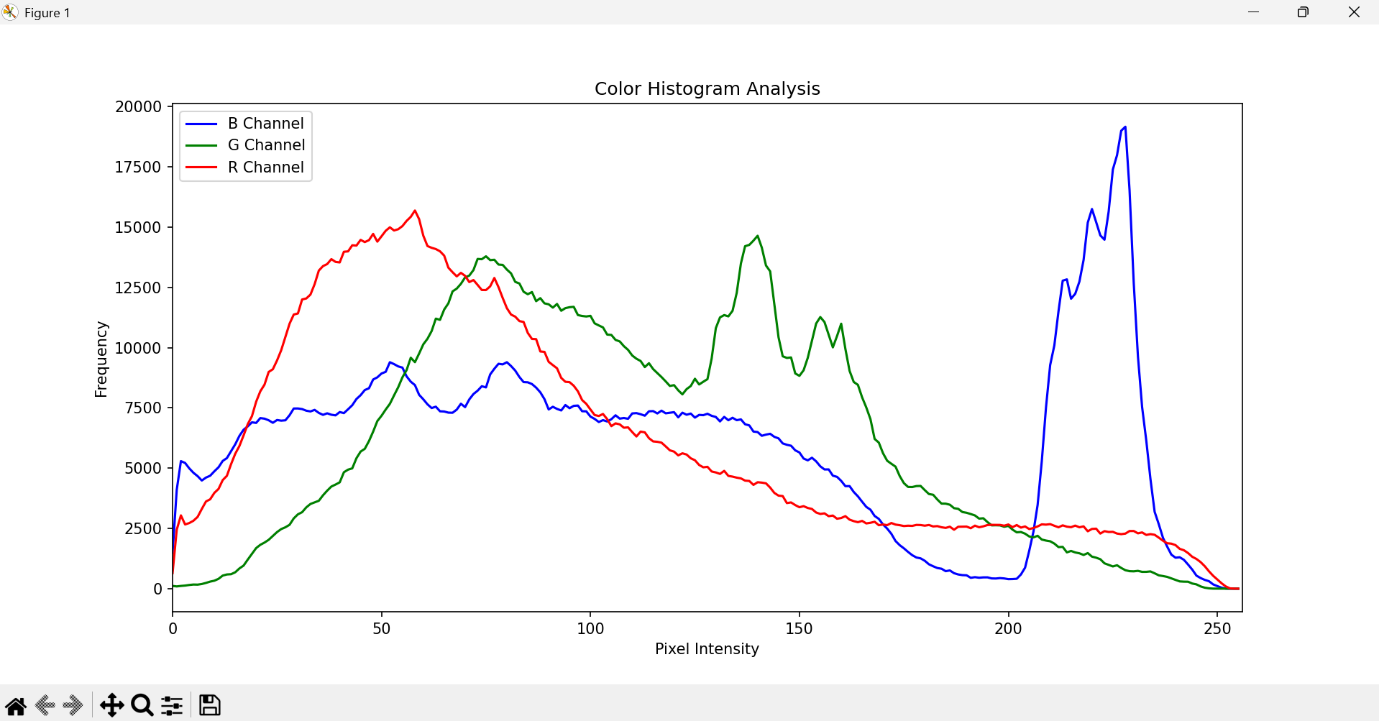 Figure 1
Color Histogram Analysis
20000
17500
15000
12500
10000
7500
5000
2500
0
Frequency
B Channel
G Channel
R Channel
0 50 100 150 200 250
Pixel Intensity